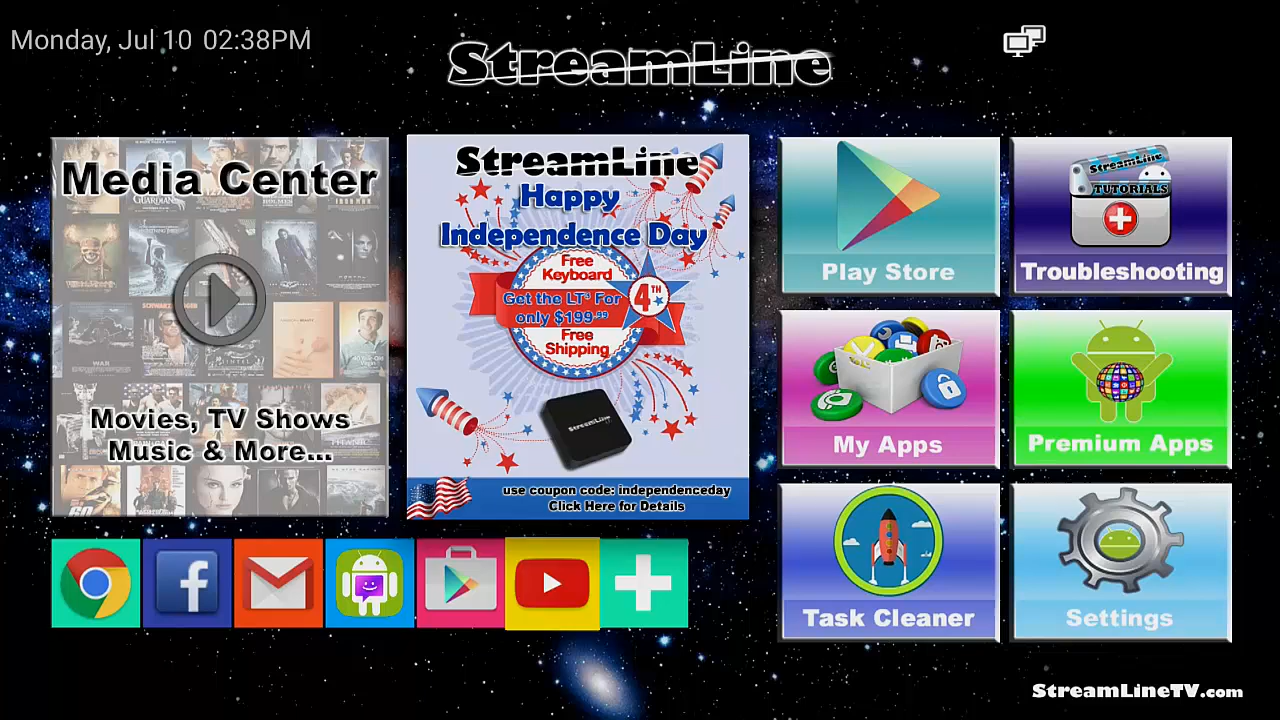 Monday, Jul 10 02:38PM
StreamLine
Media Center
Movies, TV Shows
Music & More...
StreamLine
Happy
Independence Day
Free
Keyboard
Get the LT³ For
only $199.99
Free
Shipping
4TH
StreamLine
use coupon code: independenceday
Click Here for Details
Play Store
StreamLine
TUTORIALS
Troubleshooting
My Apps
Premium Apps
Task Cleaner
Settings
StreamLineTV.com